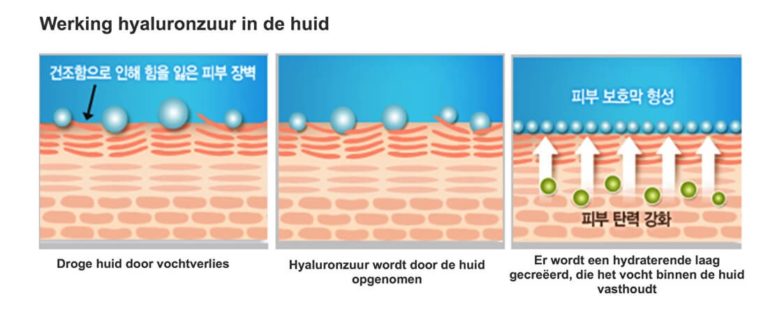 Werking hyaluronzuur in de huid
건조함으로 인해 힘을 잃은 피부 장벽
피부 보호막 형성
피부 탄력 강화
Droge huid door vochtverlies
Hyaluronzuur wordt door de huid
opgenomen
Er wordt een hydraterende laag
gecreëerd, die het vocht binnen de huid
vasthoudt